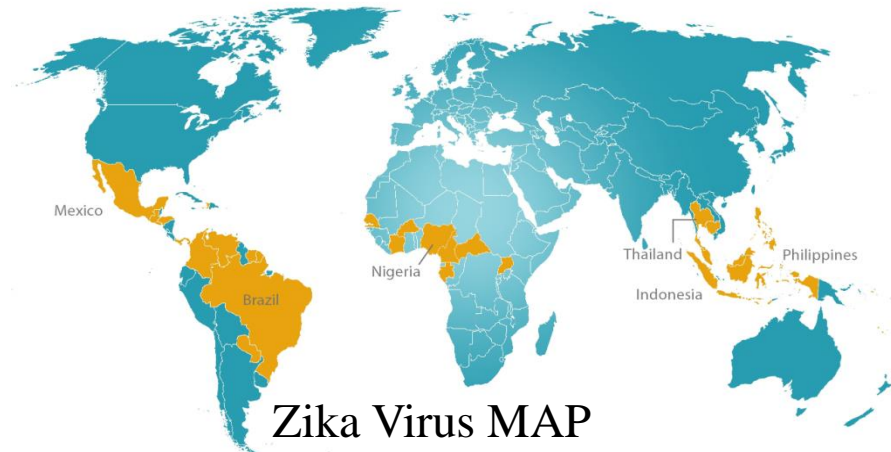 Mexico
Brazil
Nigeria
Thailand
Philippines
Indonesia
Zika Virus MAP